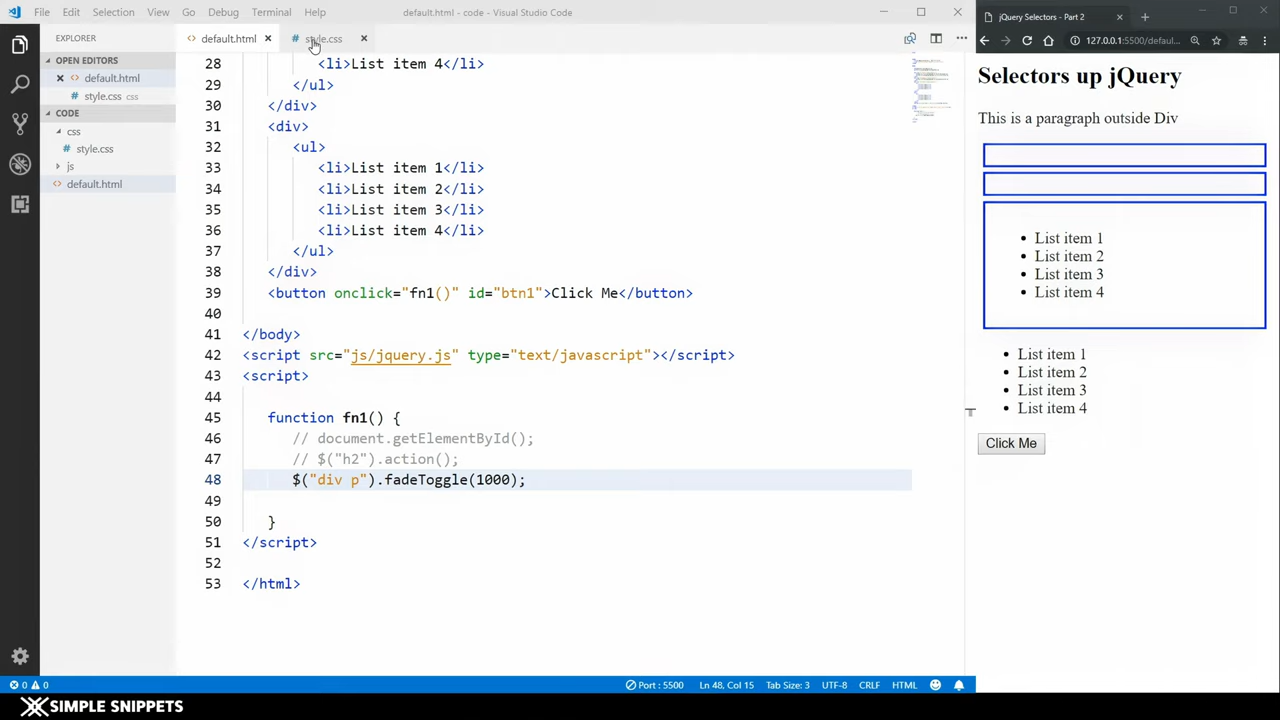 File Edit Selection View Go Debug Terminal Help
default.html - code - Visual Studio Code
EXPLORER
OPEN EDITORS
default.html
style.css css
CODE
css
style.css
js
default.html
default.html
# style.css
28 <li>List item 4</li>
29 </ul>
30 </div>
31 <div>
32 <ul>
33 <li>List item 1</li>
34 <li>List item 2</li>
35 <li>List item 3</li>
36 <li>List item 4</li>
37 </ul>
38 </div>
39 <button onclick="fn1()" id="btn1">Click Me</button>
40
41 </body>
42 <script src="js/jquery.js" type="text/javascript"></script>
43 <script>
44
45 function fn1() {
46 // document.getElementById();
47 // $("h2").action();
48 $("div p").fadeToggle(1000);
49
50 }
51 </script>
52
53 </html>
0 0
Port : 5500 Ln 48, Col 15 Tab Size: 3 UTF-8 CRLF HTML
jQuery Selectors - Part 2
127.0.0.1:5500/defaul...
Selectors up jQuery
This is a paragraph outside Div
List item 1
List item 2
List item 3
List item 4
List item 1
List item 2
List item 3
List item 4
Click Me
SIMPLE SNIPPETS